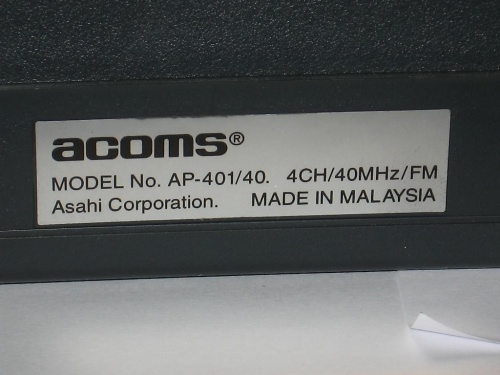 acoms®
MODEL No. AP-401/40. 4CH/40MHz/FM
Asahi Corporation. MADE IN MALAYSIA